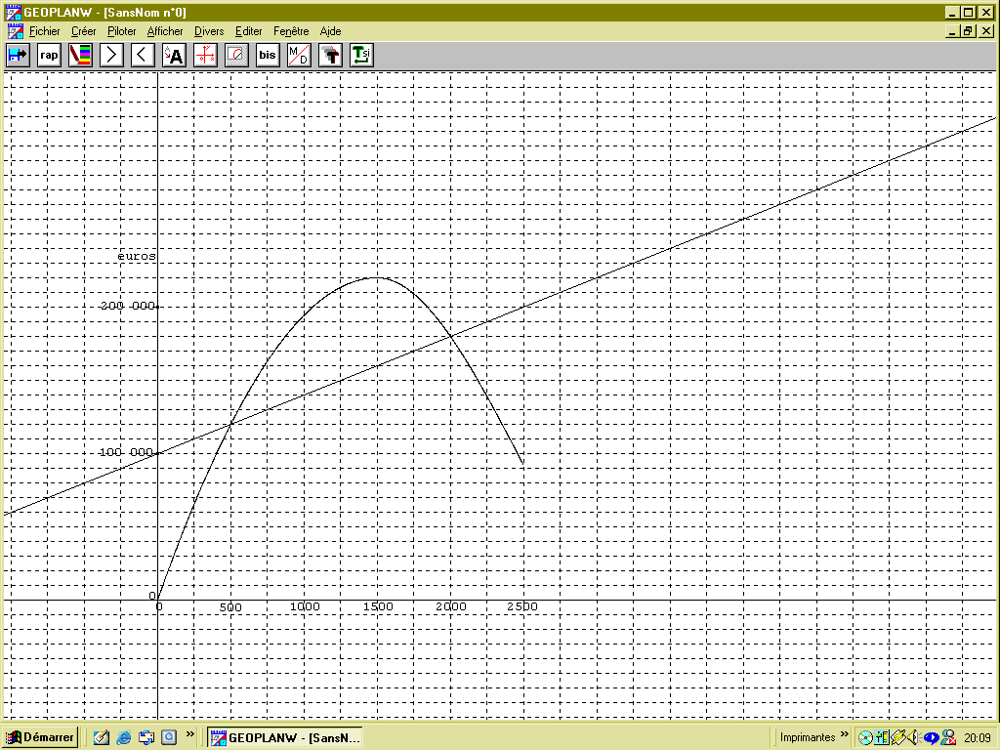 GEOPLANW - [SansNom n°0]
Fichier Créer Piloter Afficher Divers Editer Fenêtre Aide
rap > < A bis M/D Ts
euros
200 000
100 000
0
0 500 1000 1500 2000 2500
Démarrer » GEOPLANW - [SansN... Imprimantes » 20:09